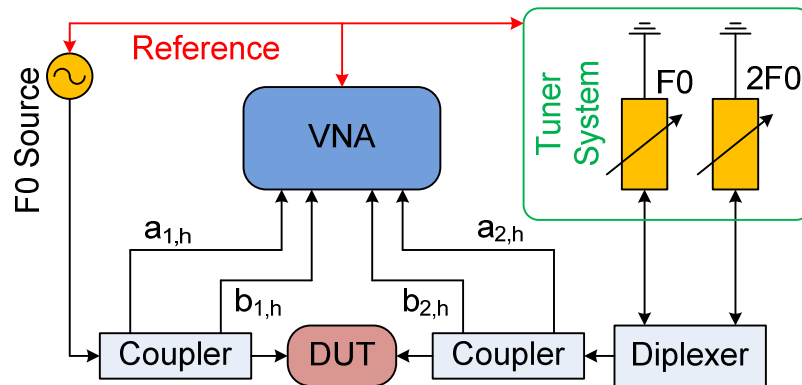 Reference
F0 Source
VNA
Tuner
System
F0
2F0
a1,h
b1,h
b2,h
a2,h
Coupler
DUT
Coupler
Diplexer